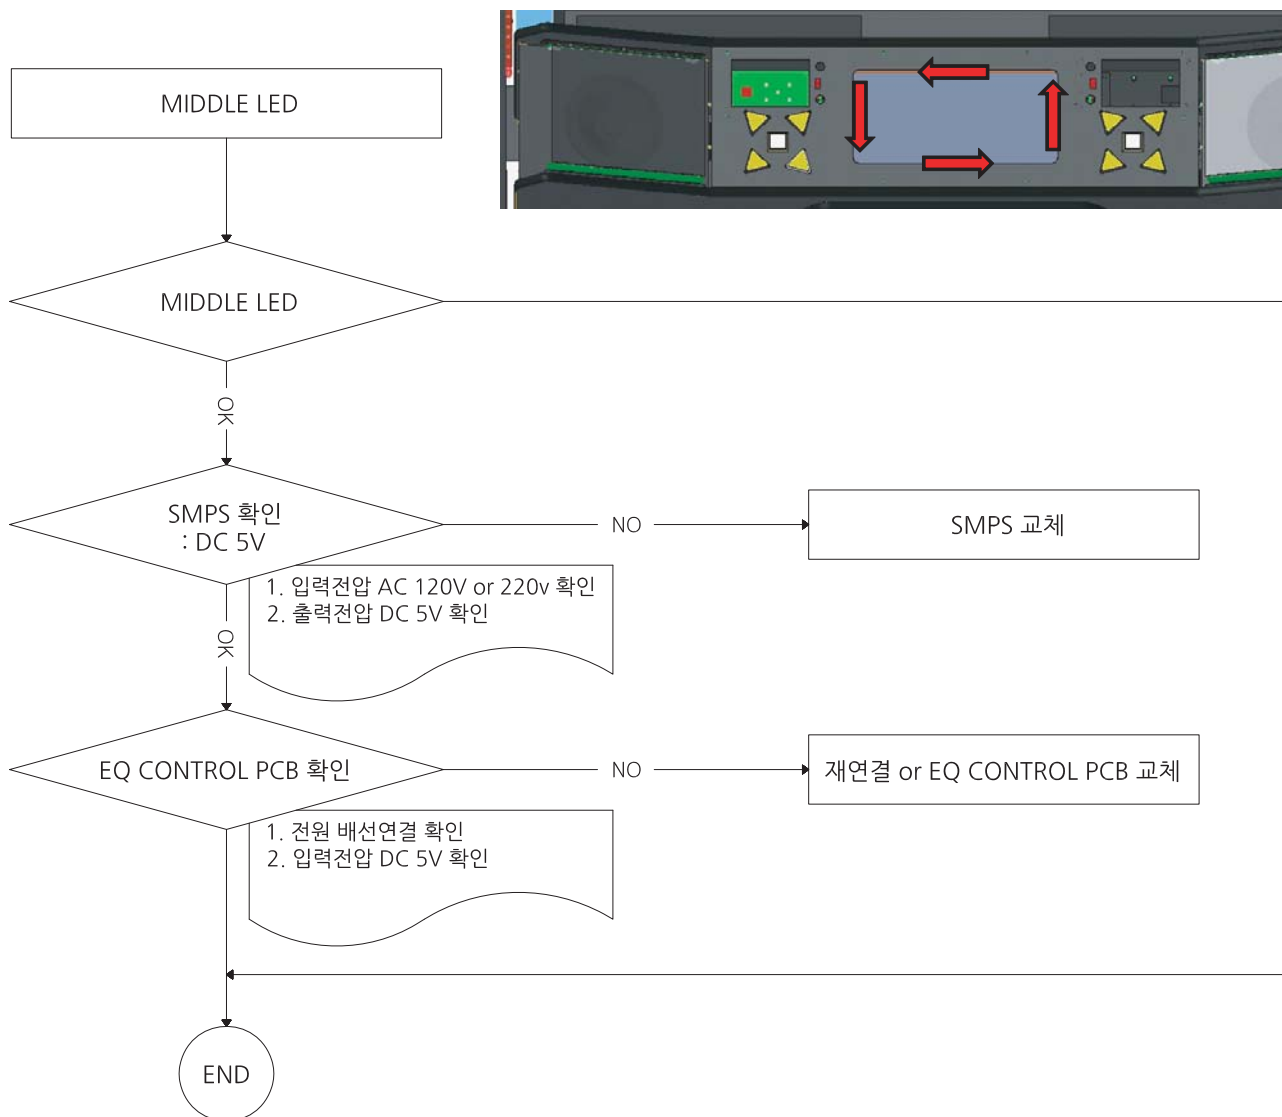 MIDDLE LED
MIDDLE LED
OK
SMPS 확인
: DC 5V
NO
SMPS 교체
1. 입력전압 AC 120V or 220v 확인
2. 출력전압 DC 5V 확인
OK
EQ CONTROL PCB 확인
NO
재연결 or EQ CONTROL PCB 교체
1. 전원 배선연결 확인
2. 입력전압 DC 5V 확인
END